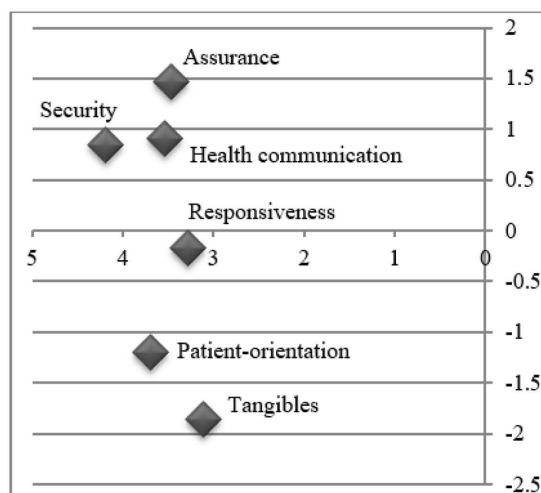 2
Assurance
1.5
Security
1
Health communication
0.5
Responsiveness
0
5 4 3 2 1 0
-0.5
-1
Patient-orientation
-1.5
Tangibles
-2
-2.5